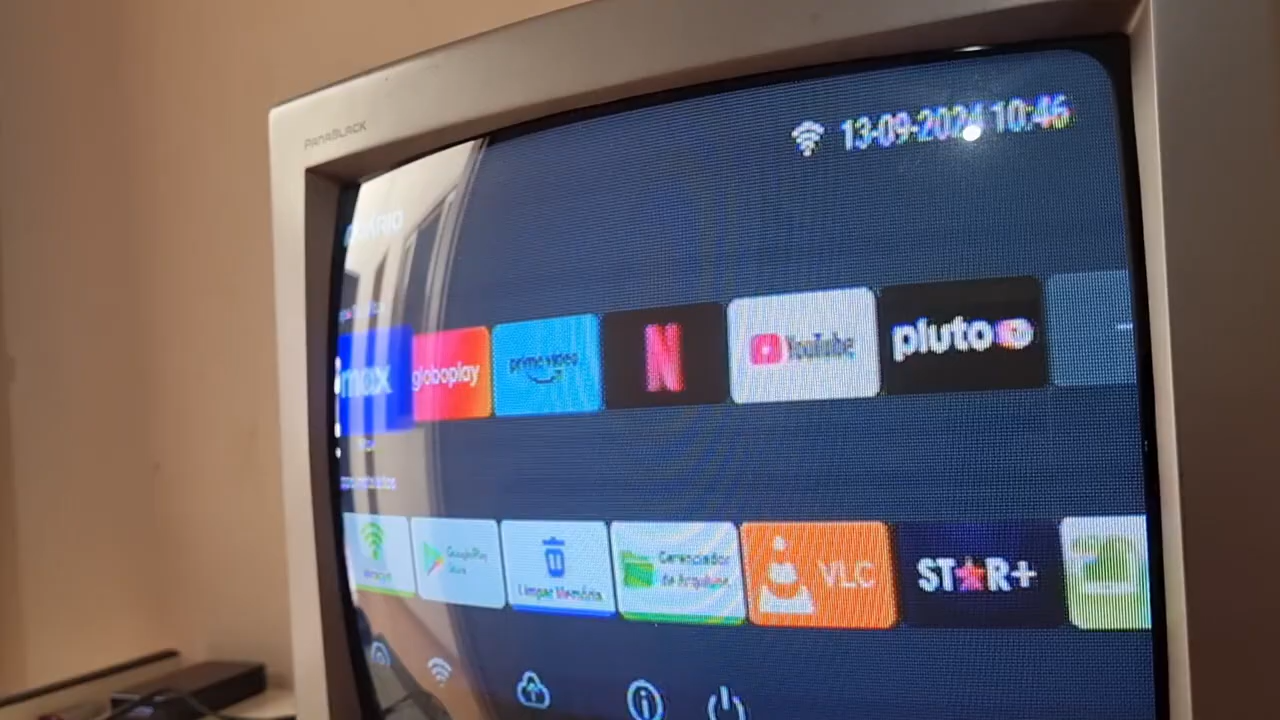 PANABLACK
13-09-2024 10:46
max
globoplay
prime video
N
YouTube
pluto
Google Play
Store
Limpar Memória
Gerenciador
de Arquivos
VLC
STAR+